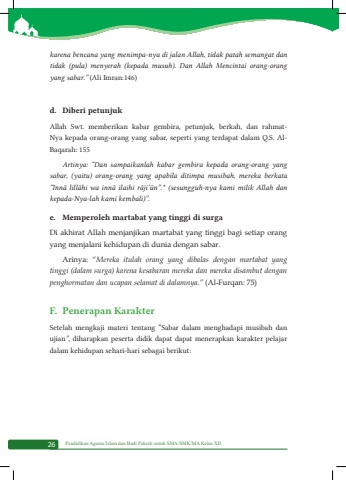 karena bencana yang menimpa-nya di jalan Allah, tidak patah semangat dan
tidak (pula) menyerah (kepada musuh). Dan Allah Mencintai orang-orang
yang sabar.” (Ali Imran:146)
d. Diberi petunjuk
Allah Swt. memberikan kabar gembira, petunjuk, berkah, dan rahmat-
Nya kepada orang-orang yang sabar, seperti yang terdapat dalam Q.S. Al-
Baqarah: 155
Artinya: “Dan sampaikanlah kabar gembira kepada orang-orang yang
sabar, (yaitu) orang-orang yang apabila ditimpa musibah, mereka berkata
“Innā lillāhi wa innā ilaihi rāji‘ūn”.* (sesungguh-nya kami milik Allah dan
kepada-Nya-lah kami kembali)”.
e. Memperoleh martabat yang tinggi di surga
Di akhirat Allah menjanjikan martabat yang tinggi bagi setiap orang
yang menjalani kehidupan di dunia dengan sabar.
Arinya: “Mereka itulah orang yang dibalas dengan martabat yang
tinggi (dalam surga) karena kesabaran mereka dan mereka disambut dengan
penghormatan dan ucapan selamat di dalamnya.” (Al-Furqan: 75)
F. Penerapan Karakter
Setelah mengkaji materi tentang “Sabar dalam menghadapi musibah dan
ujian”, diharapkan peserta didik dapat dapat menerapkan karakter pelajar
dalam kehidupan sehari-hari sebagai berikut:
26 Pendidikan Agama Islam dan Budi Pekerti untuk SMA/SMK/MA Kelas XII